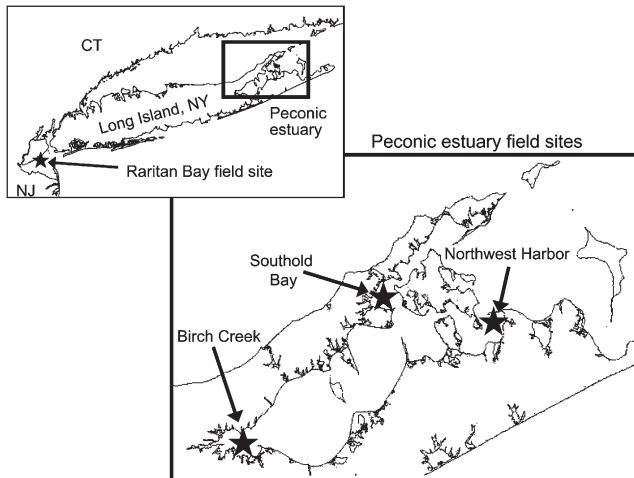 CT
Long Island, NY
Peconic
estuary
Raritan Bay field site
NJ
Peconic estuary field sites
Southold
Bay
Northwest Harbor
Birch Creek